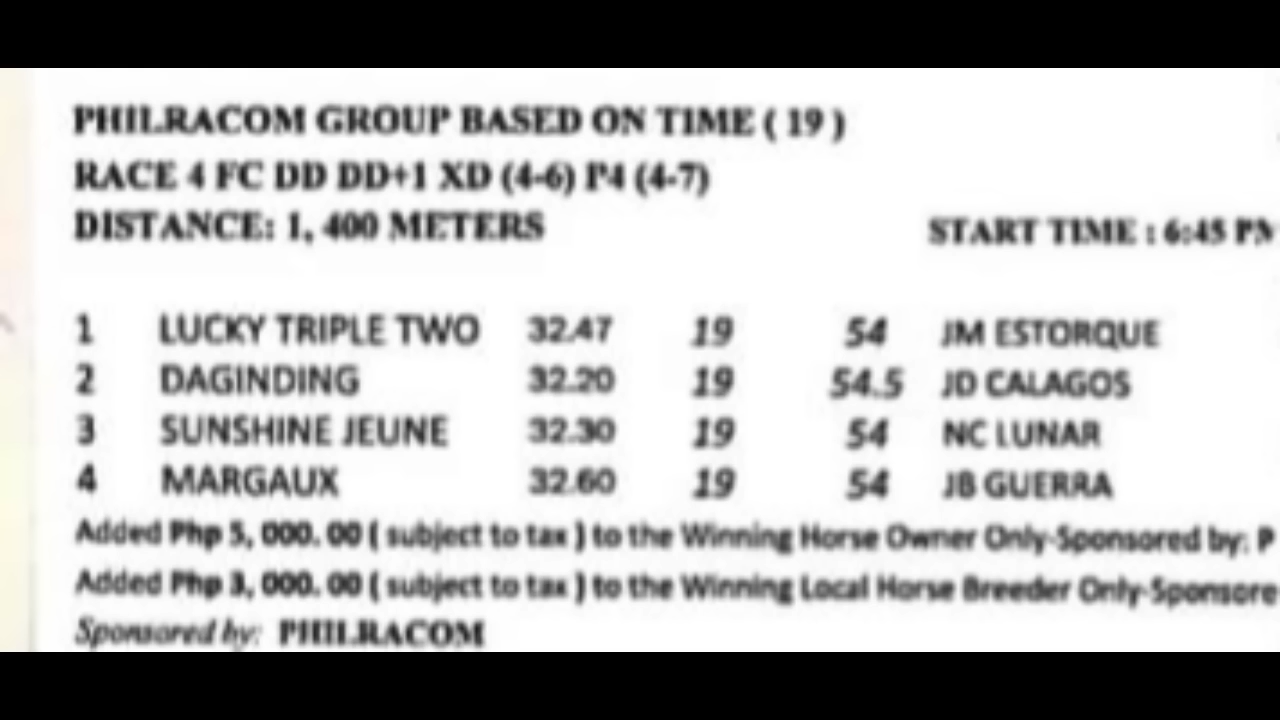 PHILRACOM GROUP BASED ON TIME ( 19 )
RACE 4 FC DD DD+1 XD (4-6) P4 (4-7)
DISTANCE: 1, 400 METERS START TIME : 6:45 PM
1 LUCKY TRIPLE TWO 32.47 19 54 JM ESTORQUE
2 DAGINDING 32.20 19 54.5 JD CALAGOS
3 SUNSHINE JEUNE 32.30 19 54 NC LUNAR
4 MARGAUX 32.60 19 54 JB GUERRA
Added Php 5, 000. 00 ( subject to tax ) to the Winning Horse Owner Only-Sponsored by: P
Added Php 3, 000. 00 ( subject to tax ) to the Winning Local Horse Breeder Only-Sponsore
Sponsored by: PHILRACOM